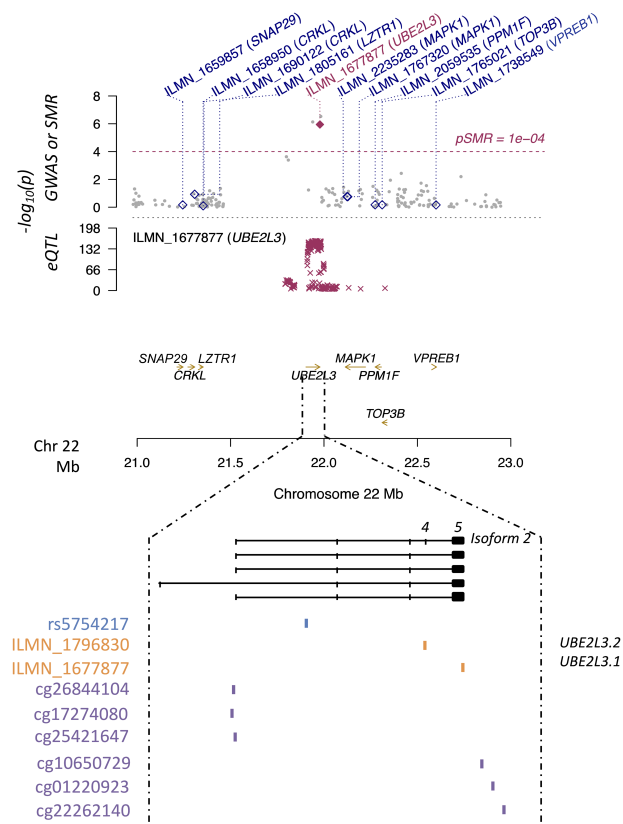 ILMN_1659857 (SNAP29)
ILMN_1658950 (CRKL)
ILMN_1690122 (CRKL)
ILMN_1805161 (LZTR1)
ILMN_1677877 (UBE2L3)
ILMN_2235283 (MAPK1)
ILMN_1767320 (MAPK1)
ILMN_2059535 (PPM1F)
ILMN_1765021 (TOP3B)
ILMN_1738549 (VPREB1)
-log10(p)
GWAS or SMR
8
6
4
2
0
pSMR = 1e−04
eQTL
198
132
66
0
ILMN_1677877 (UBE2L3)
SNAP29 LZTR1 MAPK1 VPREB1
CRKL UBE2L3 PPM1F
TOP3B
Chr 22
Mb
21.0 21.5 22.0 22.5 23.0
Chromosome 22 Mb
4 5
Isoform 2
rs5754217
ILMN_1796830 UBE2L3.2
ILMN_1677877 UBE2L3.1
cg26844104
cg17274080
cg25421647
cg10650729
cg01220923
cg22262140